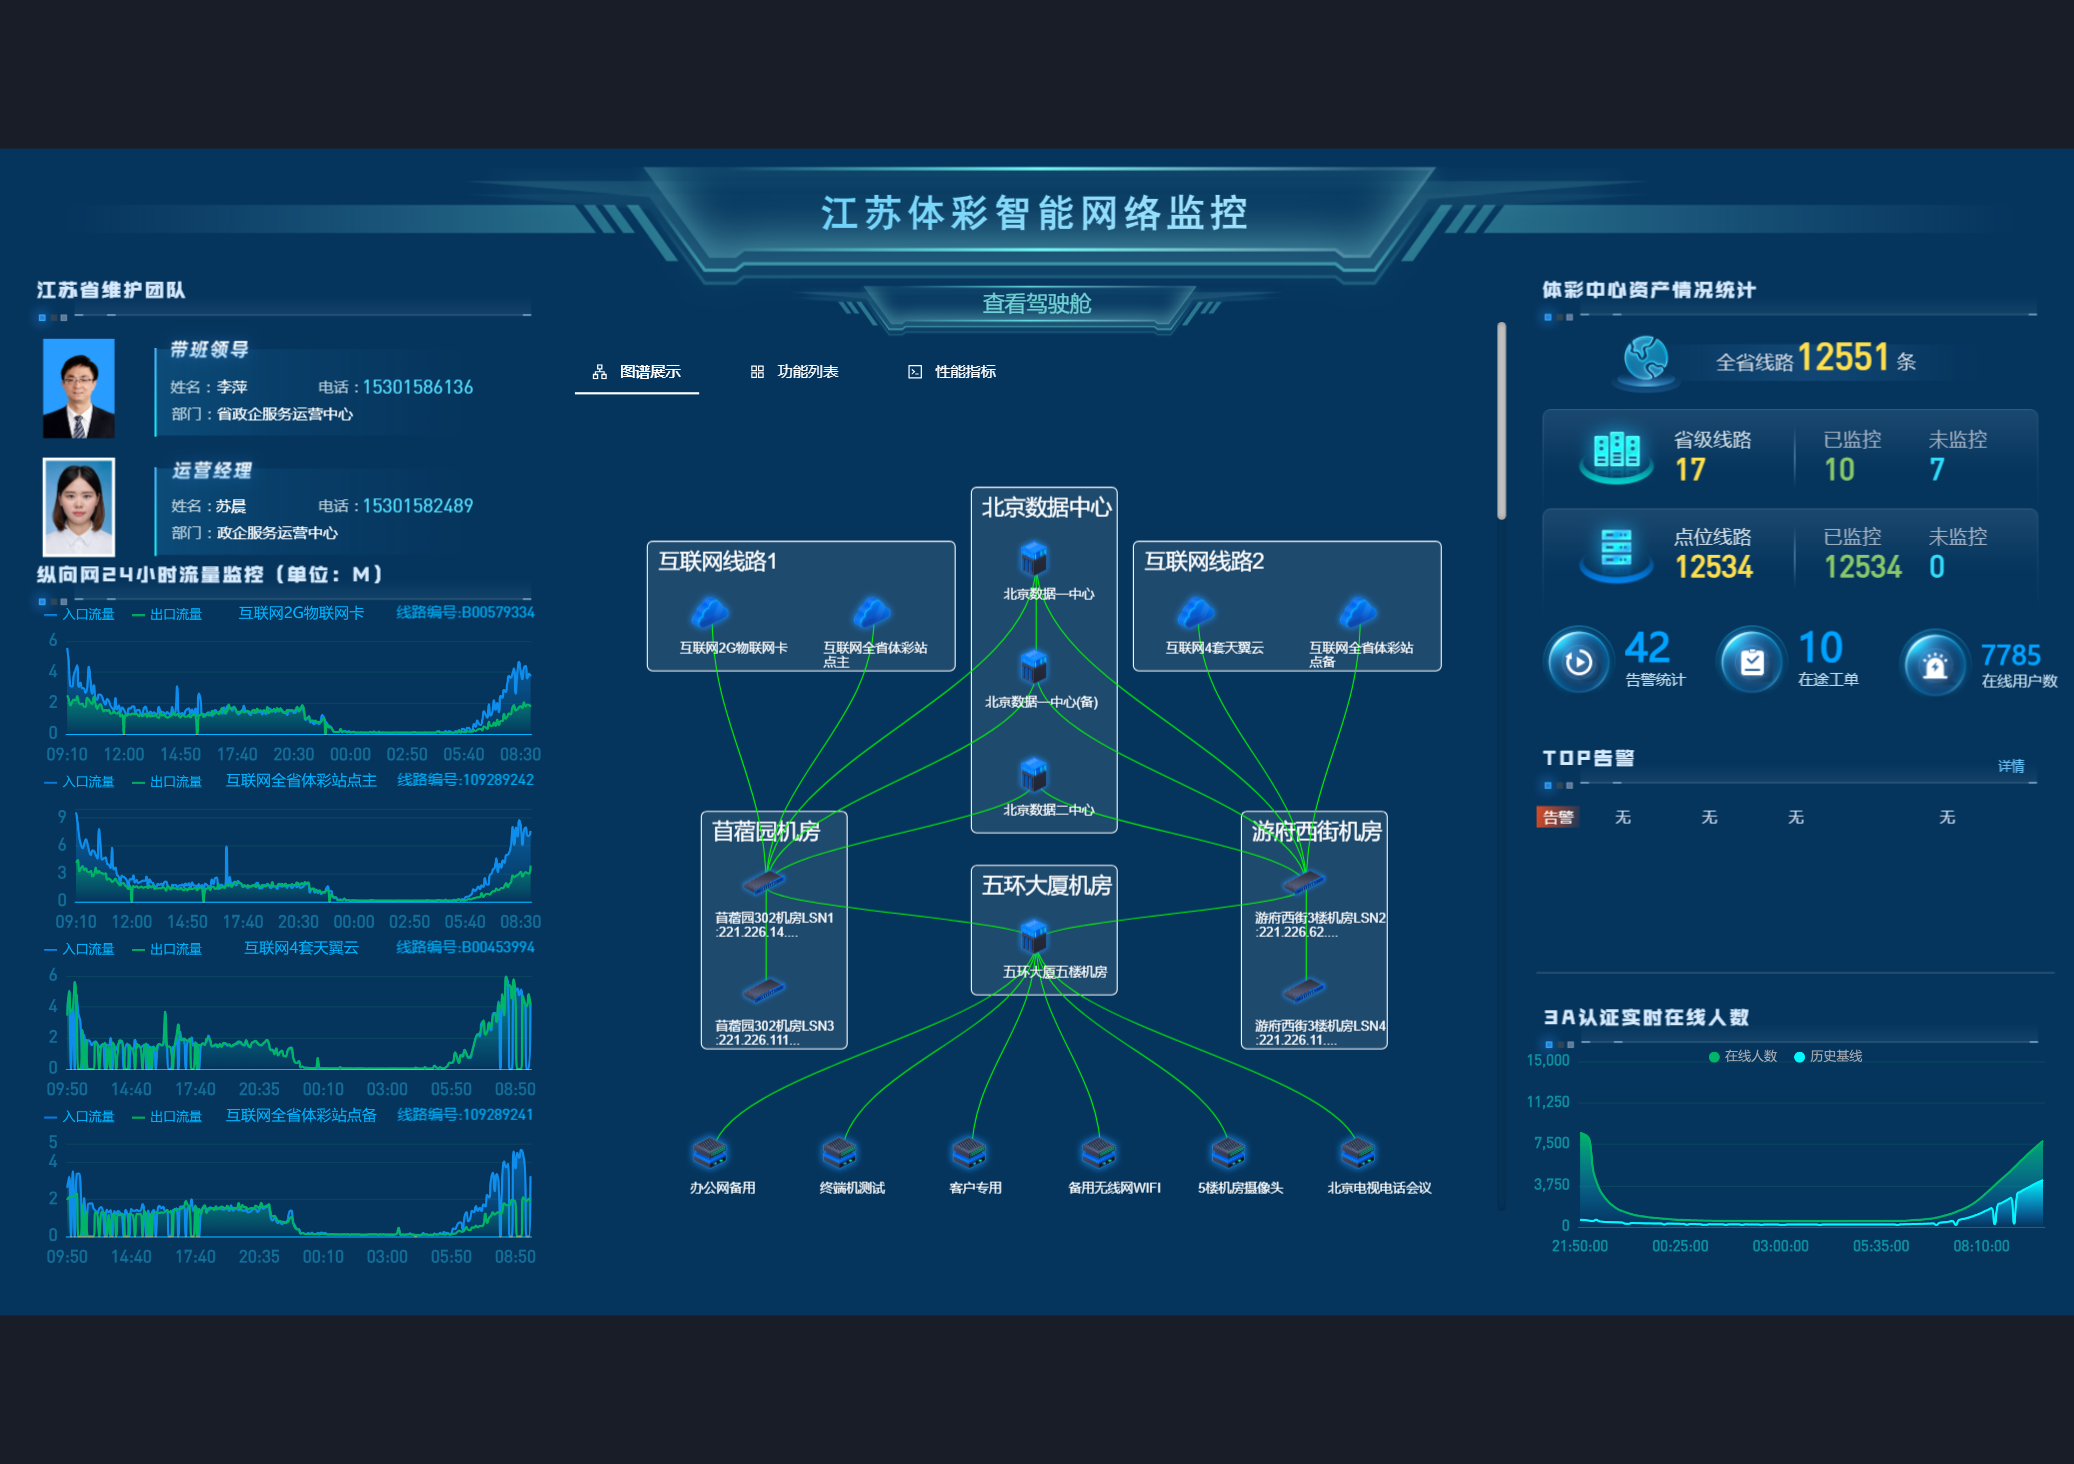 江苏体彩智能网络监控
查看驾驶舱
江苏省维护团队
带班领导
姓名：李萍 电话：15301586136
部门：省政企服务运营中心
运营经理
姓名：苏晨 电话：15301582489
部门：政企服务运营中心
纵向网24小时流量监控（单位：M）
入口流量 出口流量 互联网2G物联网卡 线路编号:B00579334
6
4
2
0
09:10 12:00 14:50 17:40 20:30 00:00 02:50 05:40 08:30
入口流量 出口流量 互联网全省体彩站点主 线路编号:109289242
9
6
3
0
09:10 12:00 14:50 17:40 20:30 00:00 02:50 05:40 08:30
入口流量 出口流量 互联网4套天翼云 线路编号:B00453994
6
4
2
0
09:50 14:40 17:40 20:35 00:10 03:00 05:50 08:50
入口流量 出口流量 互联网全省体彩站点备 线路编号:109289241
5
4
2
0
09:50 14:40 17:40 20:35 00:10 03:00 05:50 08:50
图谱展示 功能列表 性能指标
北京数据中心
北京数据一中心
北京数据一中心(备)
北京数据二中心
互联网线路1
互联网2G物联网卡
互联网全省体彩站
点主
互联网线路2
互联网4套天翼云
互联网全省体彩站
点备
苜蓿园机房
苜蓿园302机房LSN1
:221.226.14....
苜蓿园302机房LSN3
:221.226.111...
五环大厦机房
五环大厦五楼机房
游府西街机房
游府西街3楼机房LSN2
:221.226.62....
游府西街3楼机房LSN4
:221.226.11....
办公网备用
终端机测试
客户专用
备用无线网WIFI
5楼机房摄像头
北京电视电话会议
体彩中心资产情况统计
全省线路 12551 条
省级线路 已监控 未监控
17 10 7
点位线路 已监控 未监控
12534 12534 0
42
告警统计
10
在途工单
7785
在线用户数
TOP告警
详情
告警 无 无 无 无
3A认证实时在线人数
在线人数 历史基线
15,000
11,250
7,500
3,750
0
21:50:00 00:25:00 03:00:00 05:35:00 08:10:00